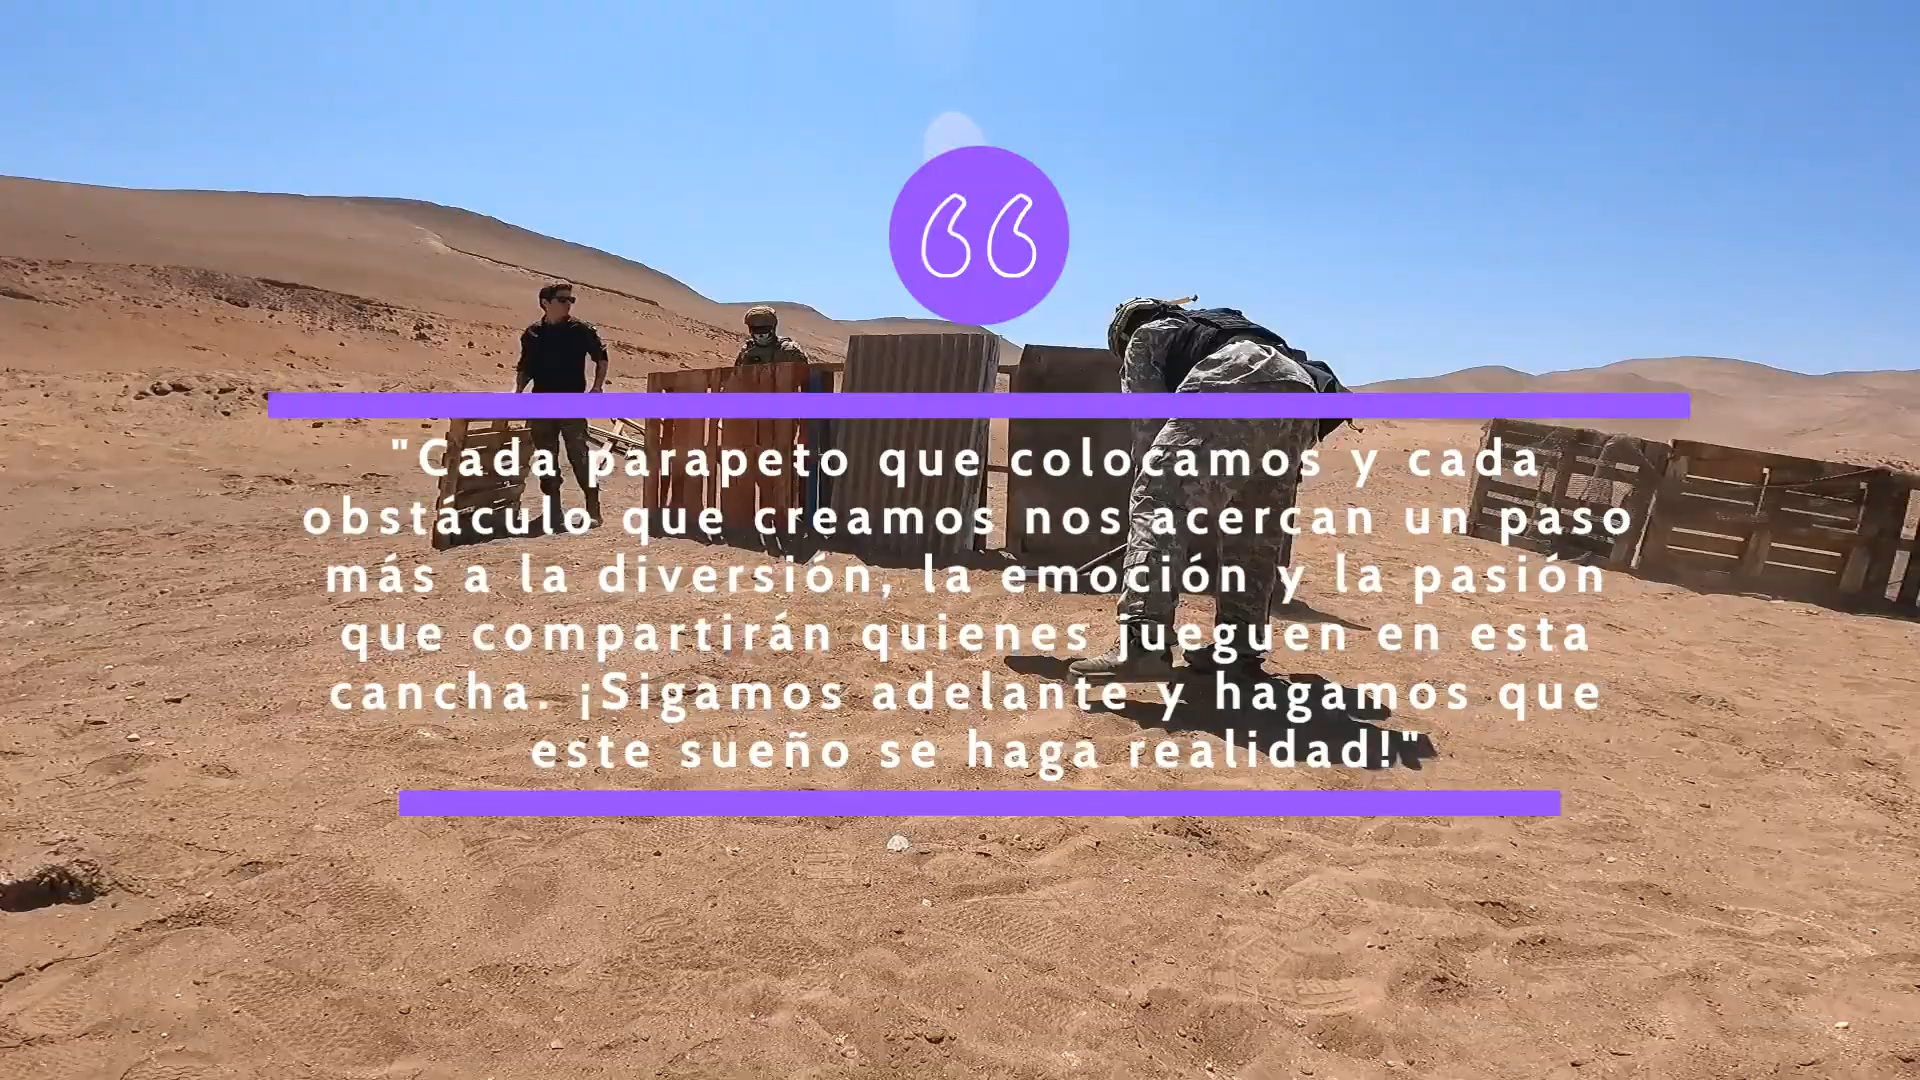 "Cada parapeto que colocamos y cada
obstáculo que creamos nos acercan un paso
más a la diversión, la emoción y la pasión
que compartirán quienes jueguen en esta
cancha. ¡Sigamos adelante y hagamos que
este sueño se haga realidad!"